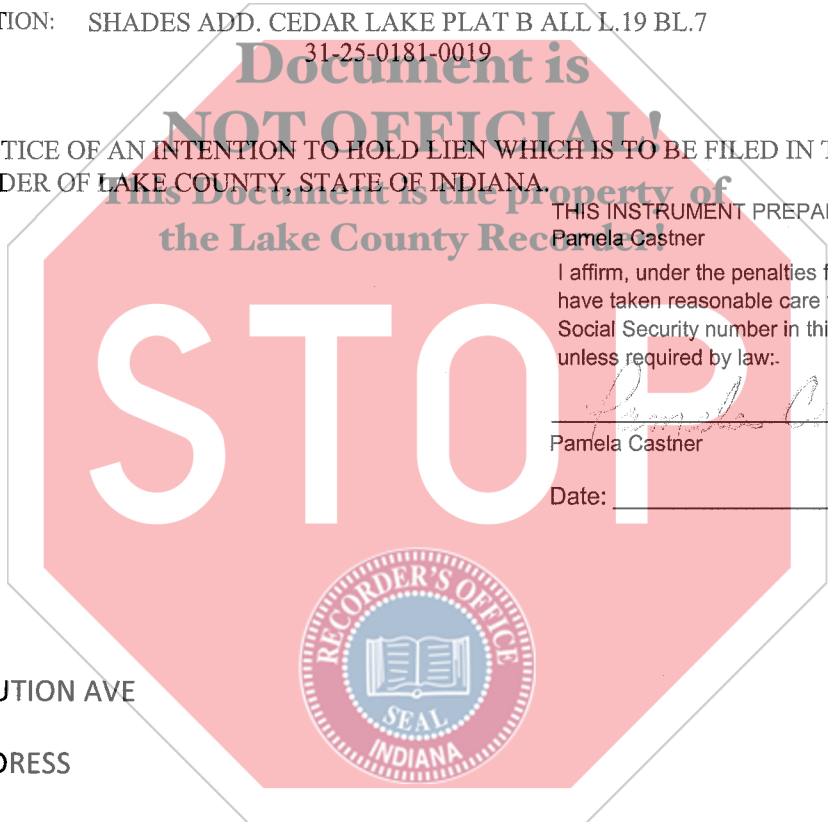 TION: SHADES ADD. CEDAR LAKE PLAT B ALL L.19 BL.7
31-25-0181-0019
Document is
NOT OFFICIAL!
TICE OF AN INTENTION TO HOLD LIEN WHICH IS TO BE FILED IN T
DER OF LAKE COUNTY, STATE OF INDIANA.
This Document is the property of
the Lake County Recorder!
THIS INSTRUMENT PREPA
Pamela Castner
I affirm, under the penalties f
have taken reasonable care
Social Security number in thi
unless required by law:-
STOP
Pamela C
Pamela Castner
Date:
RECORDER'S OFFICE
SEAL
INDIANA
UTION AVE
DRESS